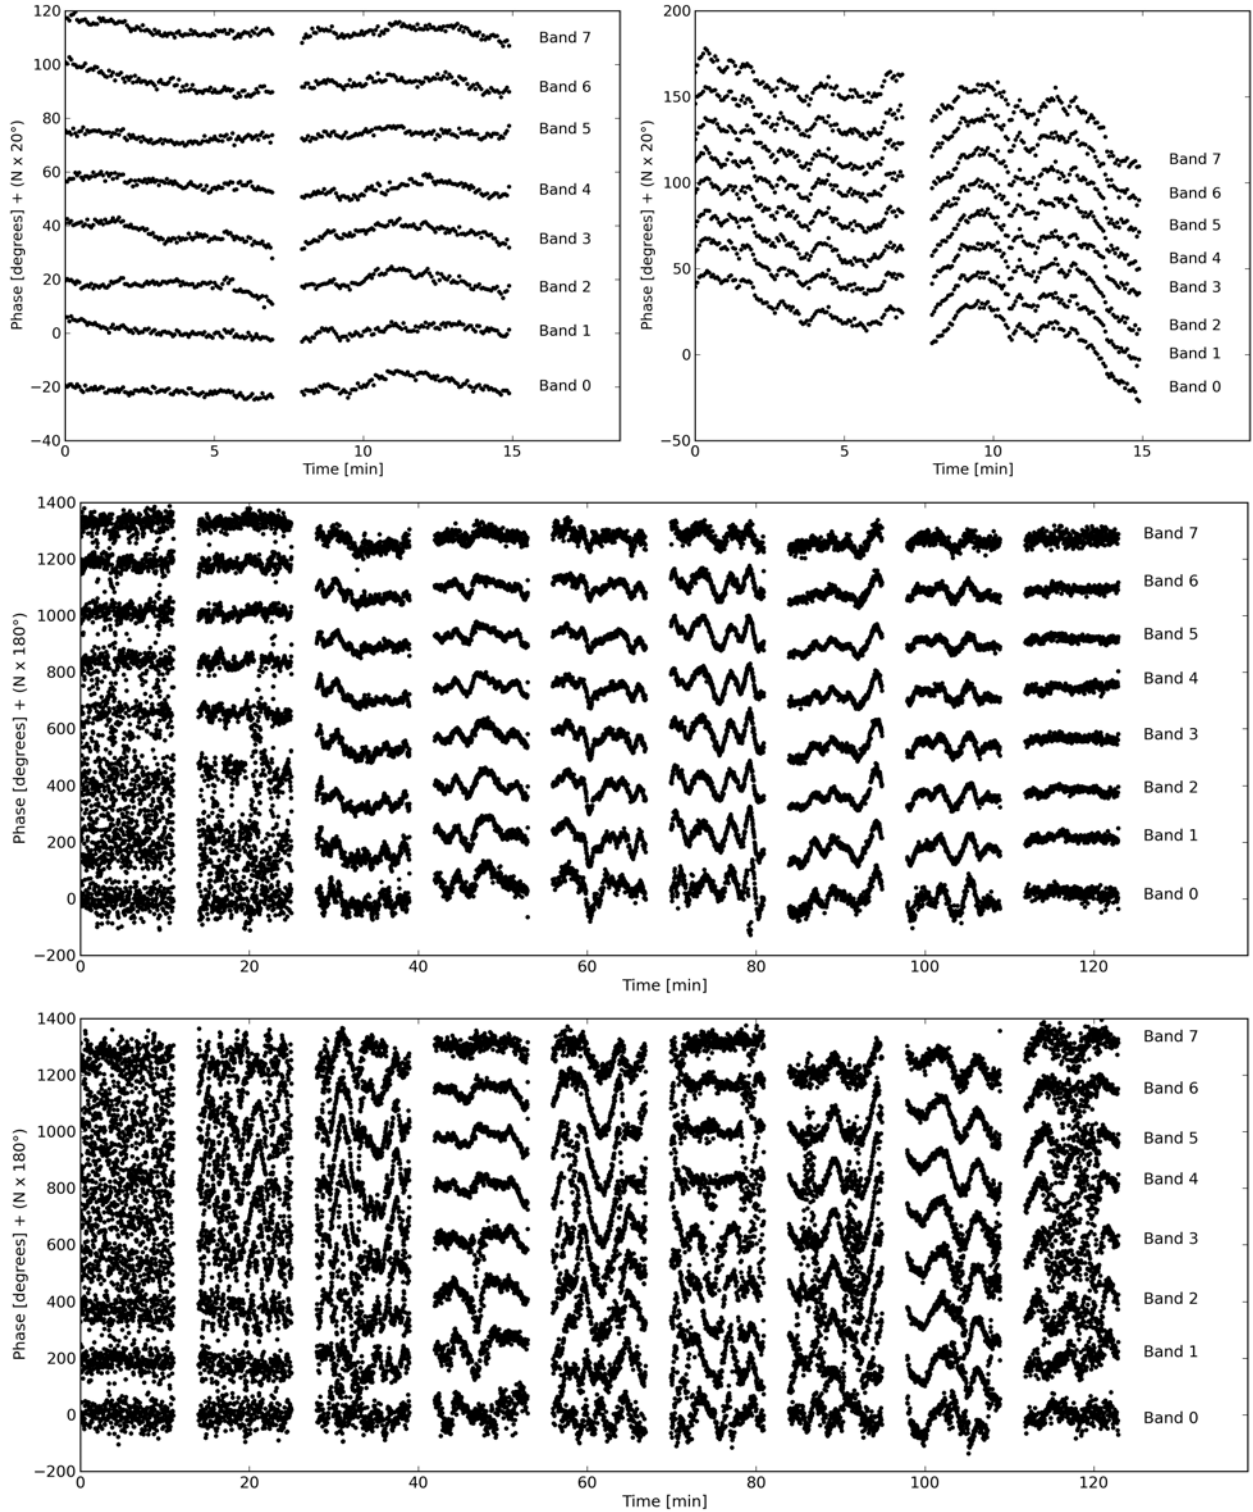 120
100
80
60
40
20
0
−20
−40
Phase [degrees] + (N x 20°)
Band 7
Band 6
Band 5
Band 4
Band 3
Band 2
Band 1
Band 0
0 5 10 15
Time [min]
200
150
100
50
0
−50
Phase [degrees] + (N x 20°)
Band 7
Band 6
Band 5
Band 4
Band 3
Band 2
Band 1
Band 0
0 5 10 15
Time [min]
1400
1200
1000
800
600
400
200
0
−200
Phase [degrees] + (N x 180°)
Band 7
Band 6
Band 5
Band 4
Band 3
Band 2
Band 1
Band 0
0 20 40 60 80 100 120
Time [min]
1400
1200
1000
800
600
400
200
0
−200
Phase [degrees] + (N x 180°)
Band 7
Band 6
Band 5
Band 4
Band 3
Band 2
Band 1
Band 0
0 20 40 60 80 100 120
Time [min]